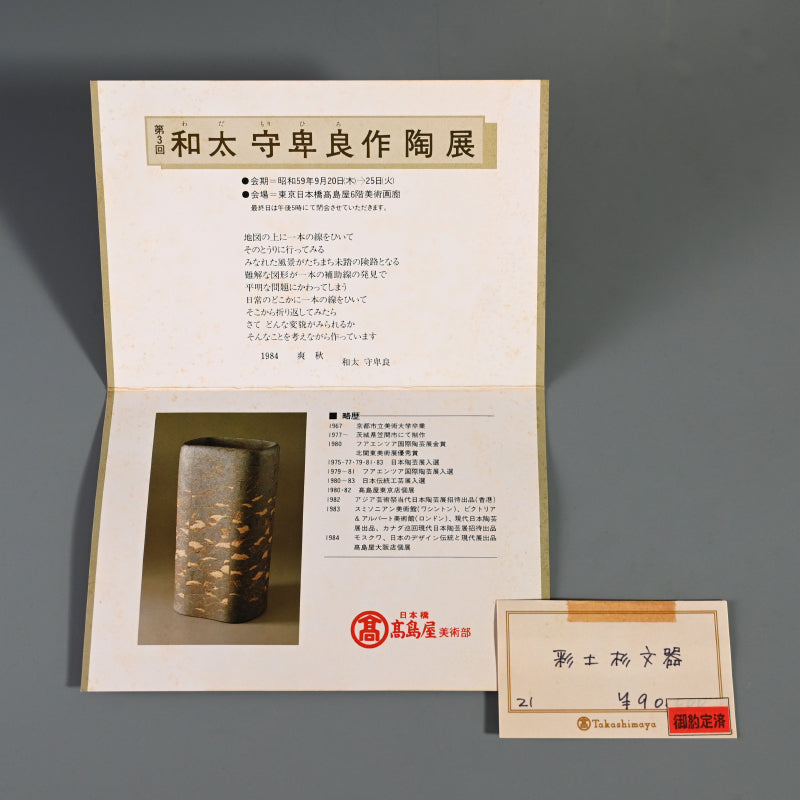 第3回
わだ もりひろ
和太守卑良作陶展
●会期＝昭和59年9月20日(木)→25日(火)
●会場＝東京日本橋髙島屋6階美術画廊
最終日は午後5時にて閉会させていただきます。
地図の上に一本の線をひいて
そのとうりに行ってみる
みなれた風景がたちまち未踏の険路となる
難解な図形が一本の補助線の発見で
平明な問題にかわってしまう
日常のどこかに一本の線をひいて
そこから折り返してみたら
さて どんな変貌がみられるか
そんなことを考えながら作っています
1984 爽秋
和太守卑良
■略歴
1967 京都市立美術大学卒業
1977〜 茨城県笠間市にて制作
1980 ファエンツァ国際陶芸展金賞
北関東美術展優秀賞
1975・77・79・81・83 日本陶芸展入選
1979〜81 ファエンツァ国際陶芸展入選
1980〜83 日本伝統工芸展入選
1980・82 髙島屋東京店個展
1982 アジア芸術祭当代日本陶芸展招待出品(香港)
1983 スミソニアン美術館(ワシントン)、ビクトリア
&アルバート美術館(ロンドン)、現代日本陶芸
展出品、カナダ巡回現代日本陶芸展招待出品
1984 モスクワ、日本のデザイン伝統と現代展出品
髙島屋大阪店個展
日本橋
髙 髙島屋美術部
彩土杉文器
21 ¥90,000
髙 Takashimaya
御約定済